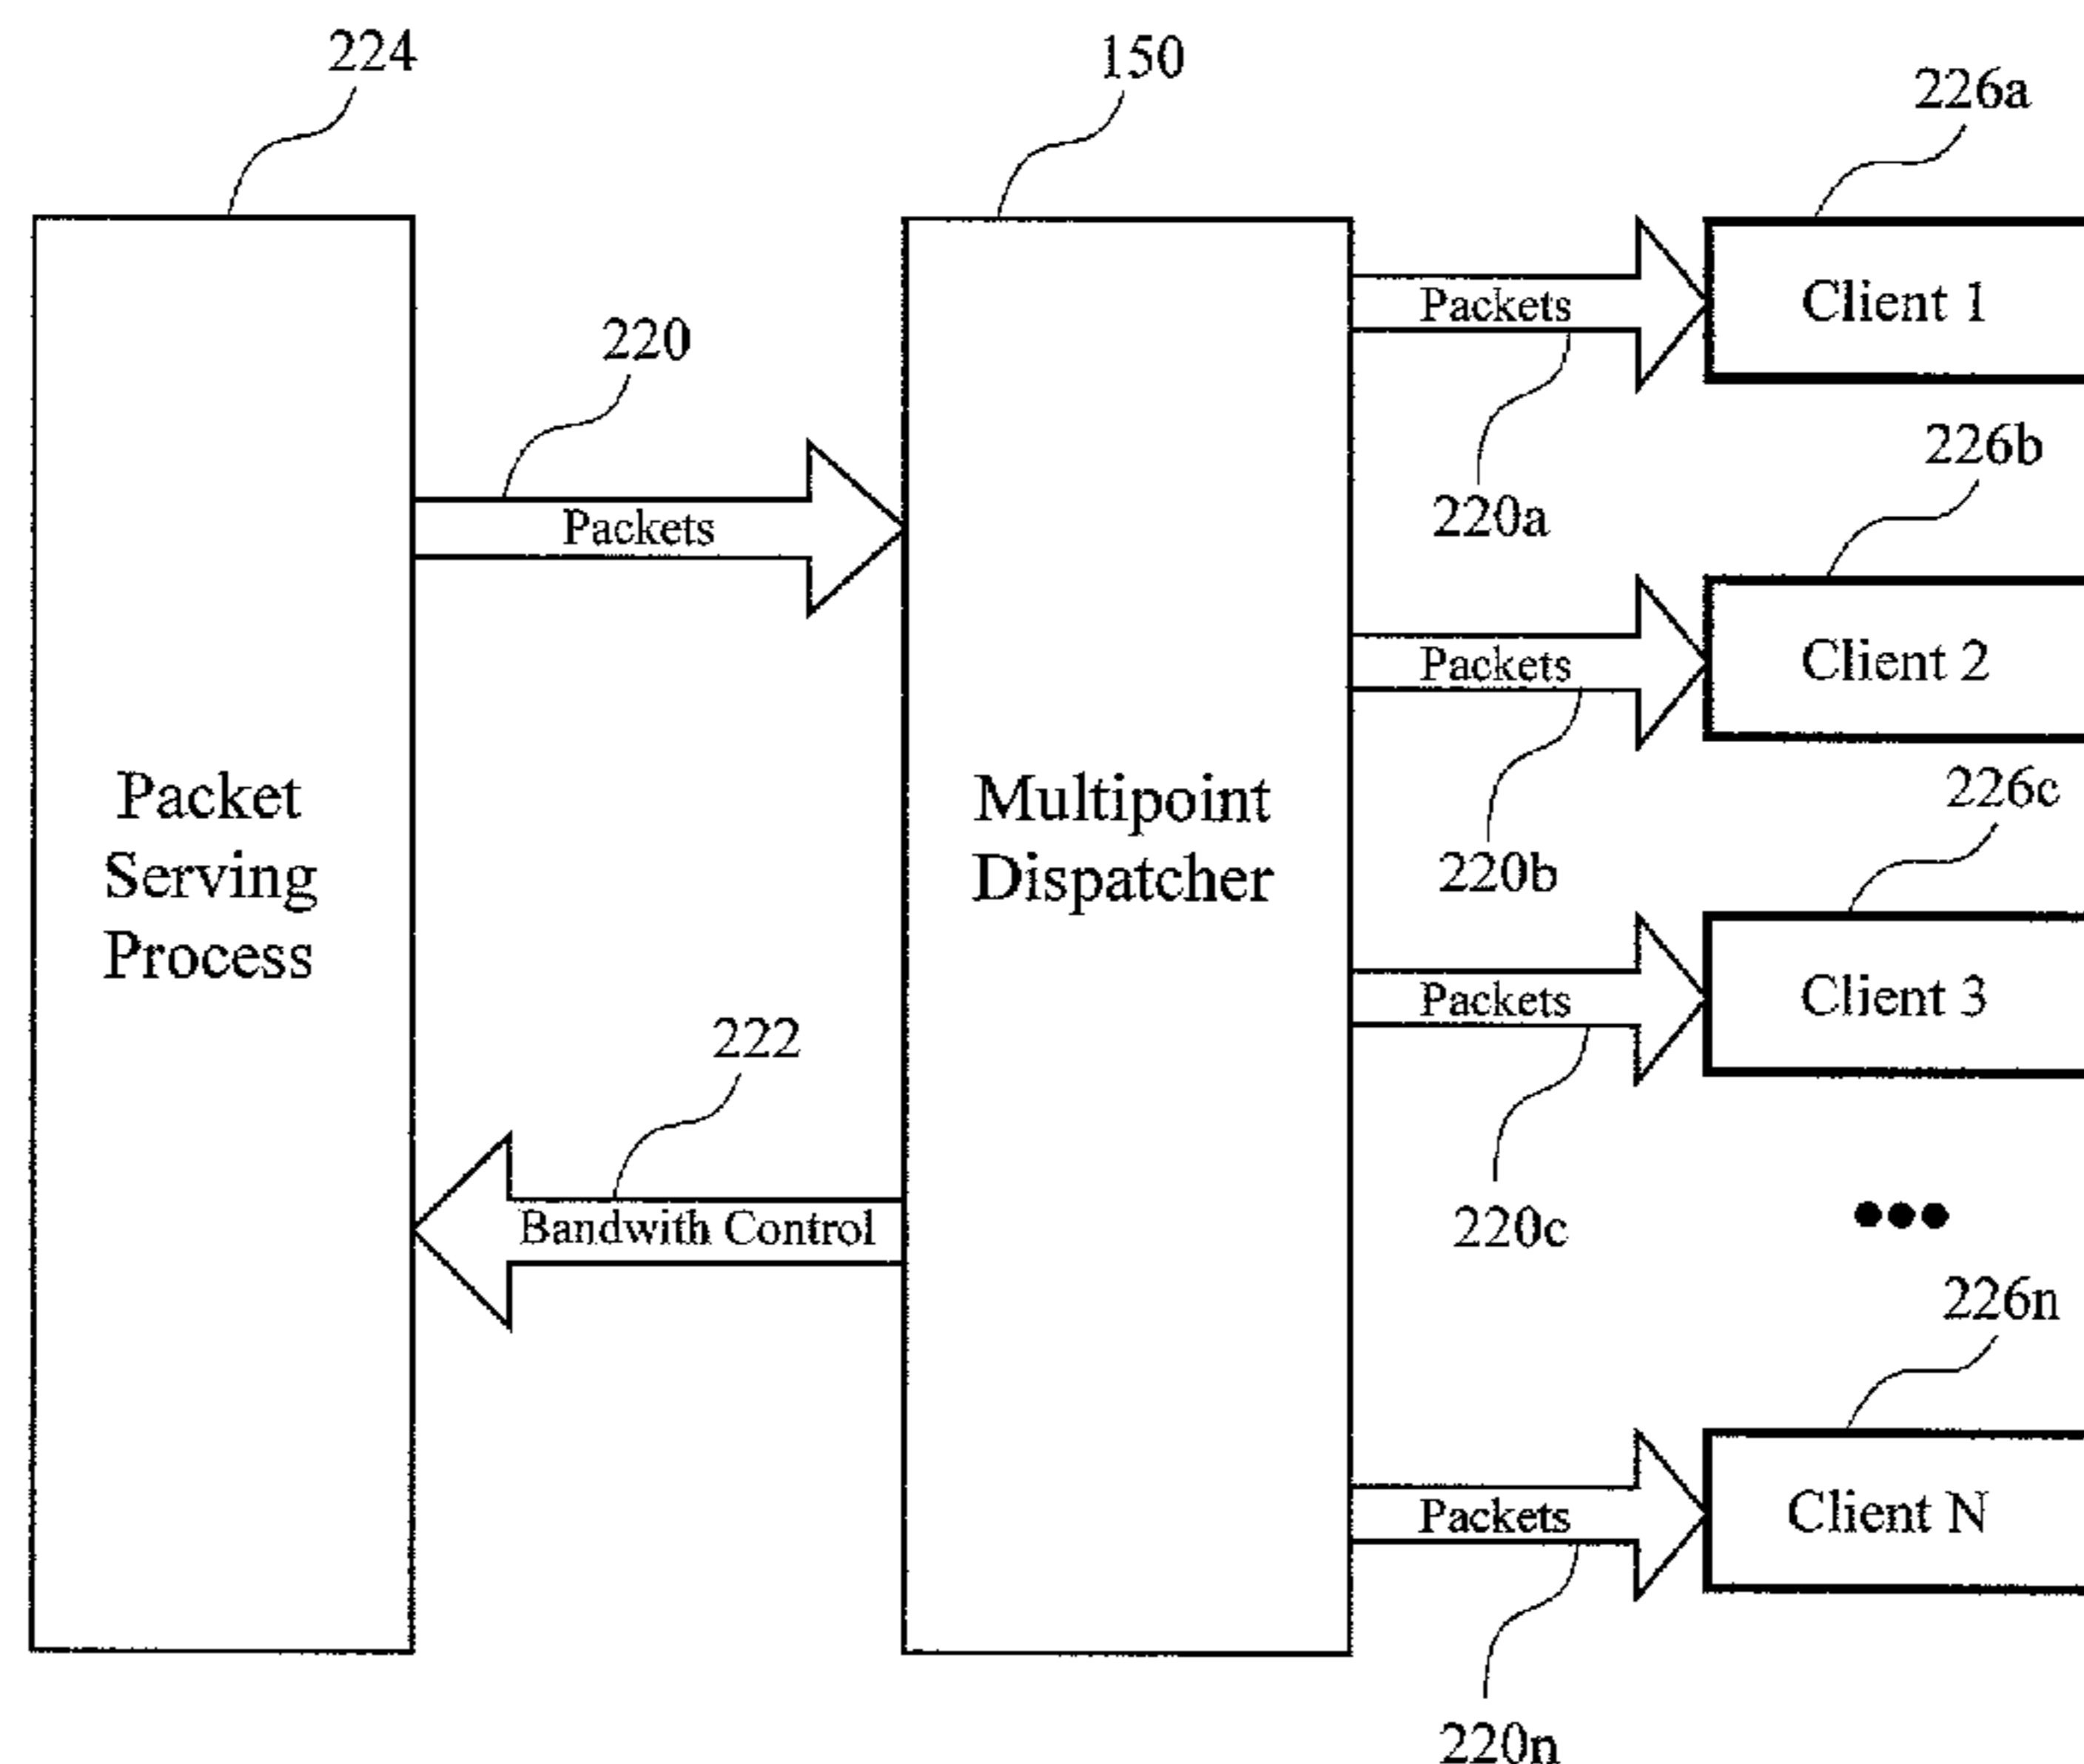 224
150
226a
Client 1
Packets
220a
220
Packets
226b
Client 2
Packets
220b
Packet
Serving
Process
Multipoint
Dispatcher
226c
Client 3
Packets
220c
222
Bandwith Control
226n
Client N
Packets
220n